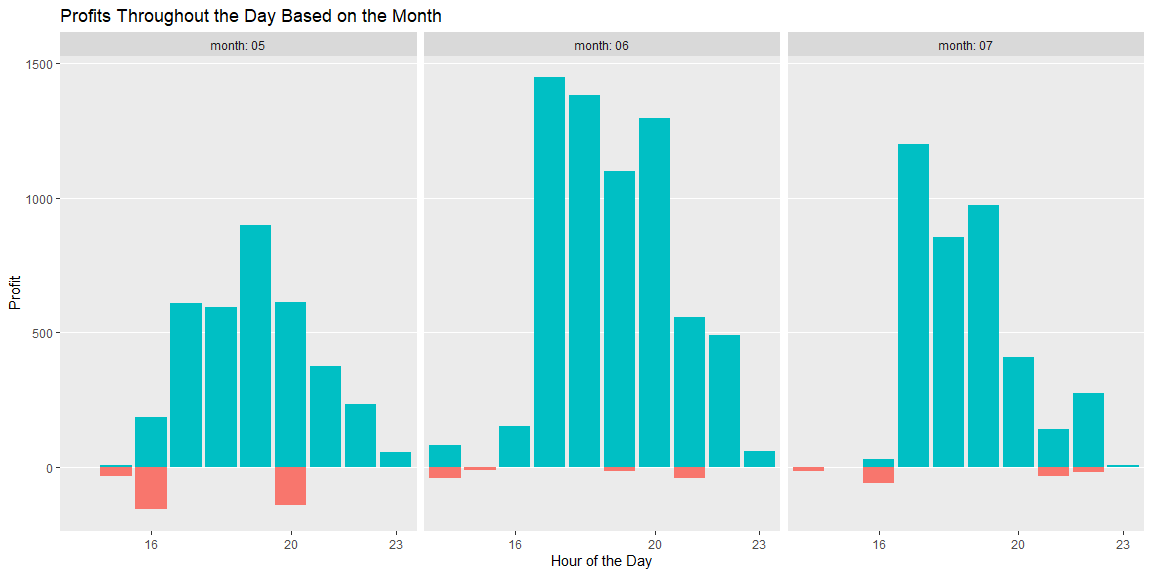 Profits Throughout the Day Based on the Month
month: 05
month: 06
month: 07
1500
1000
500
0
Profit
16
20
23
16
20
23
16
20
23
Hour of the Day